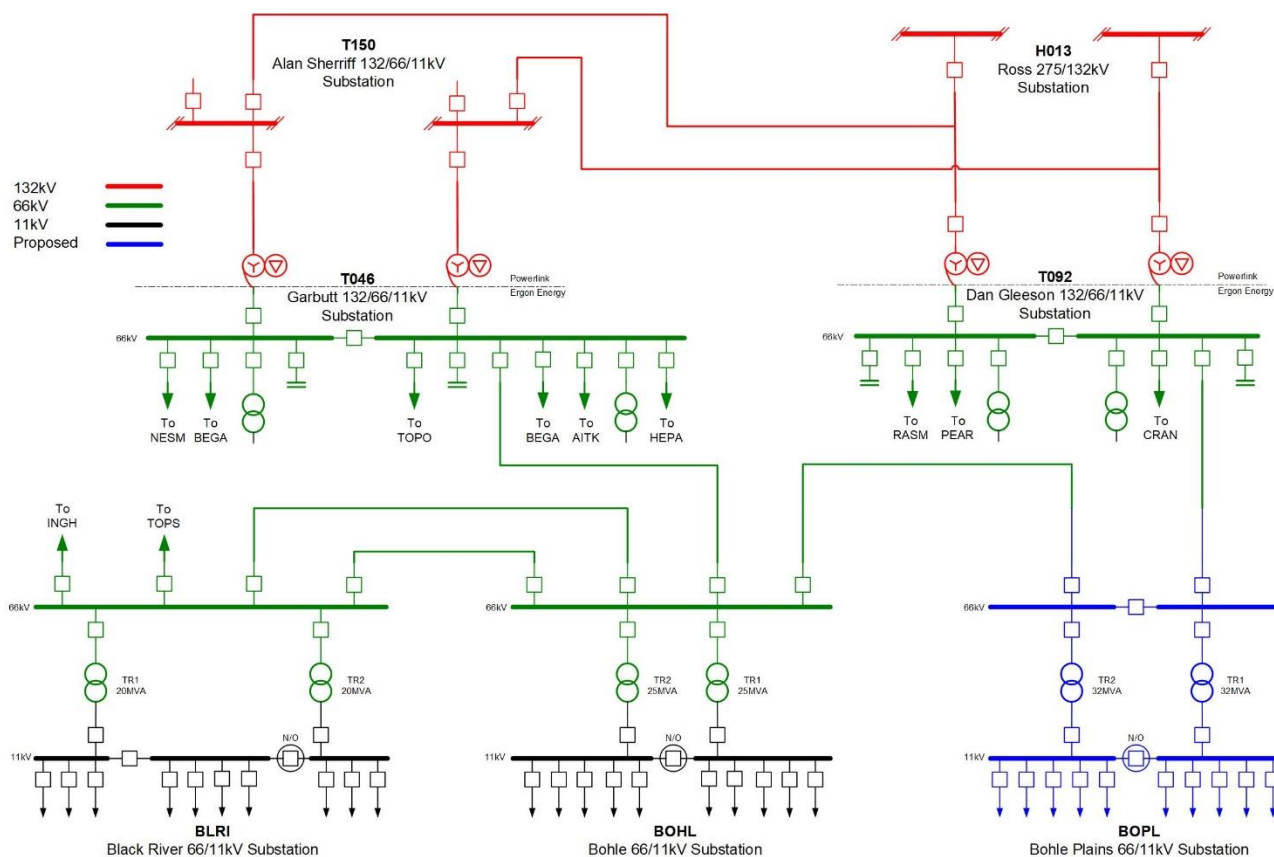 T150
Alan Sherriff 132/66/11kV
Substation
H013
Ross 275/132kV
Substation
132kV
66kV
11kV
Proposed
T046
Garbutt 132/66/11kV
Substation
Powerlink
Ergon Energy
T092
Dan Gleeson 132/66/11kV
Substation
Powerlink
Ergon Energy
66kV
66kV
To
NESM
To
BEGA
To
TOPO
To
BEGA
To
AITK
To
HEPA
To
RASM
To
PEAR
To
CRAN
To
INGH
To
TOPS
66kV
66kV
66kV
TR1
20MVA
TR2
20MVA
TR2
25MVA
TR1
25MVA
TR2
32MVA
TR1
32MVA
N/O
N/O
N/O
11kV
11kV
11kV
BLRI
Black River 66/11kV Substation
BOHL
Bohle 66/11kV Substation
BOPL
Bohle Plains 66/11kV Substation